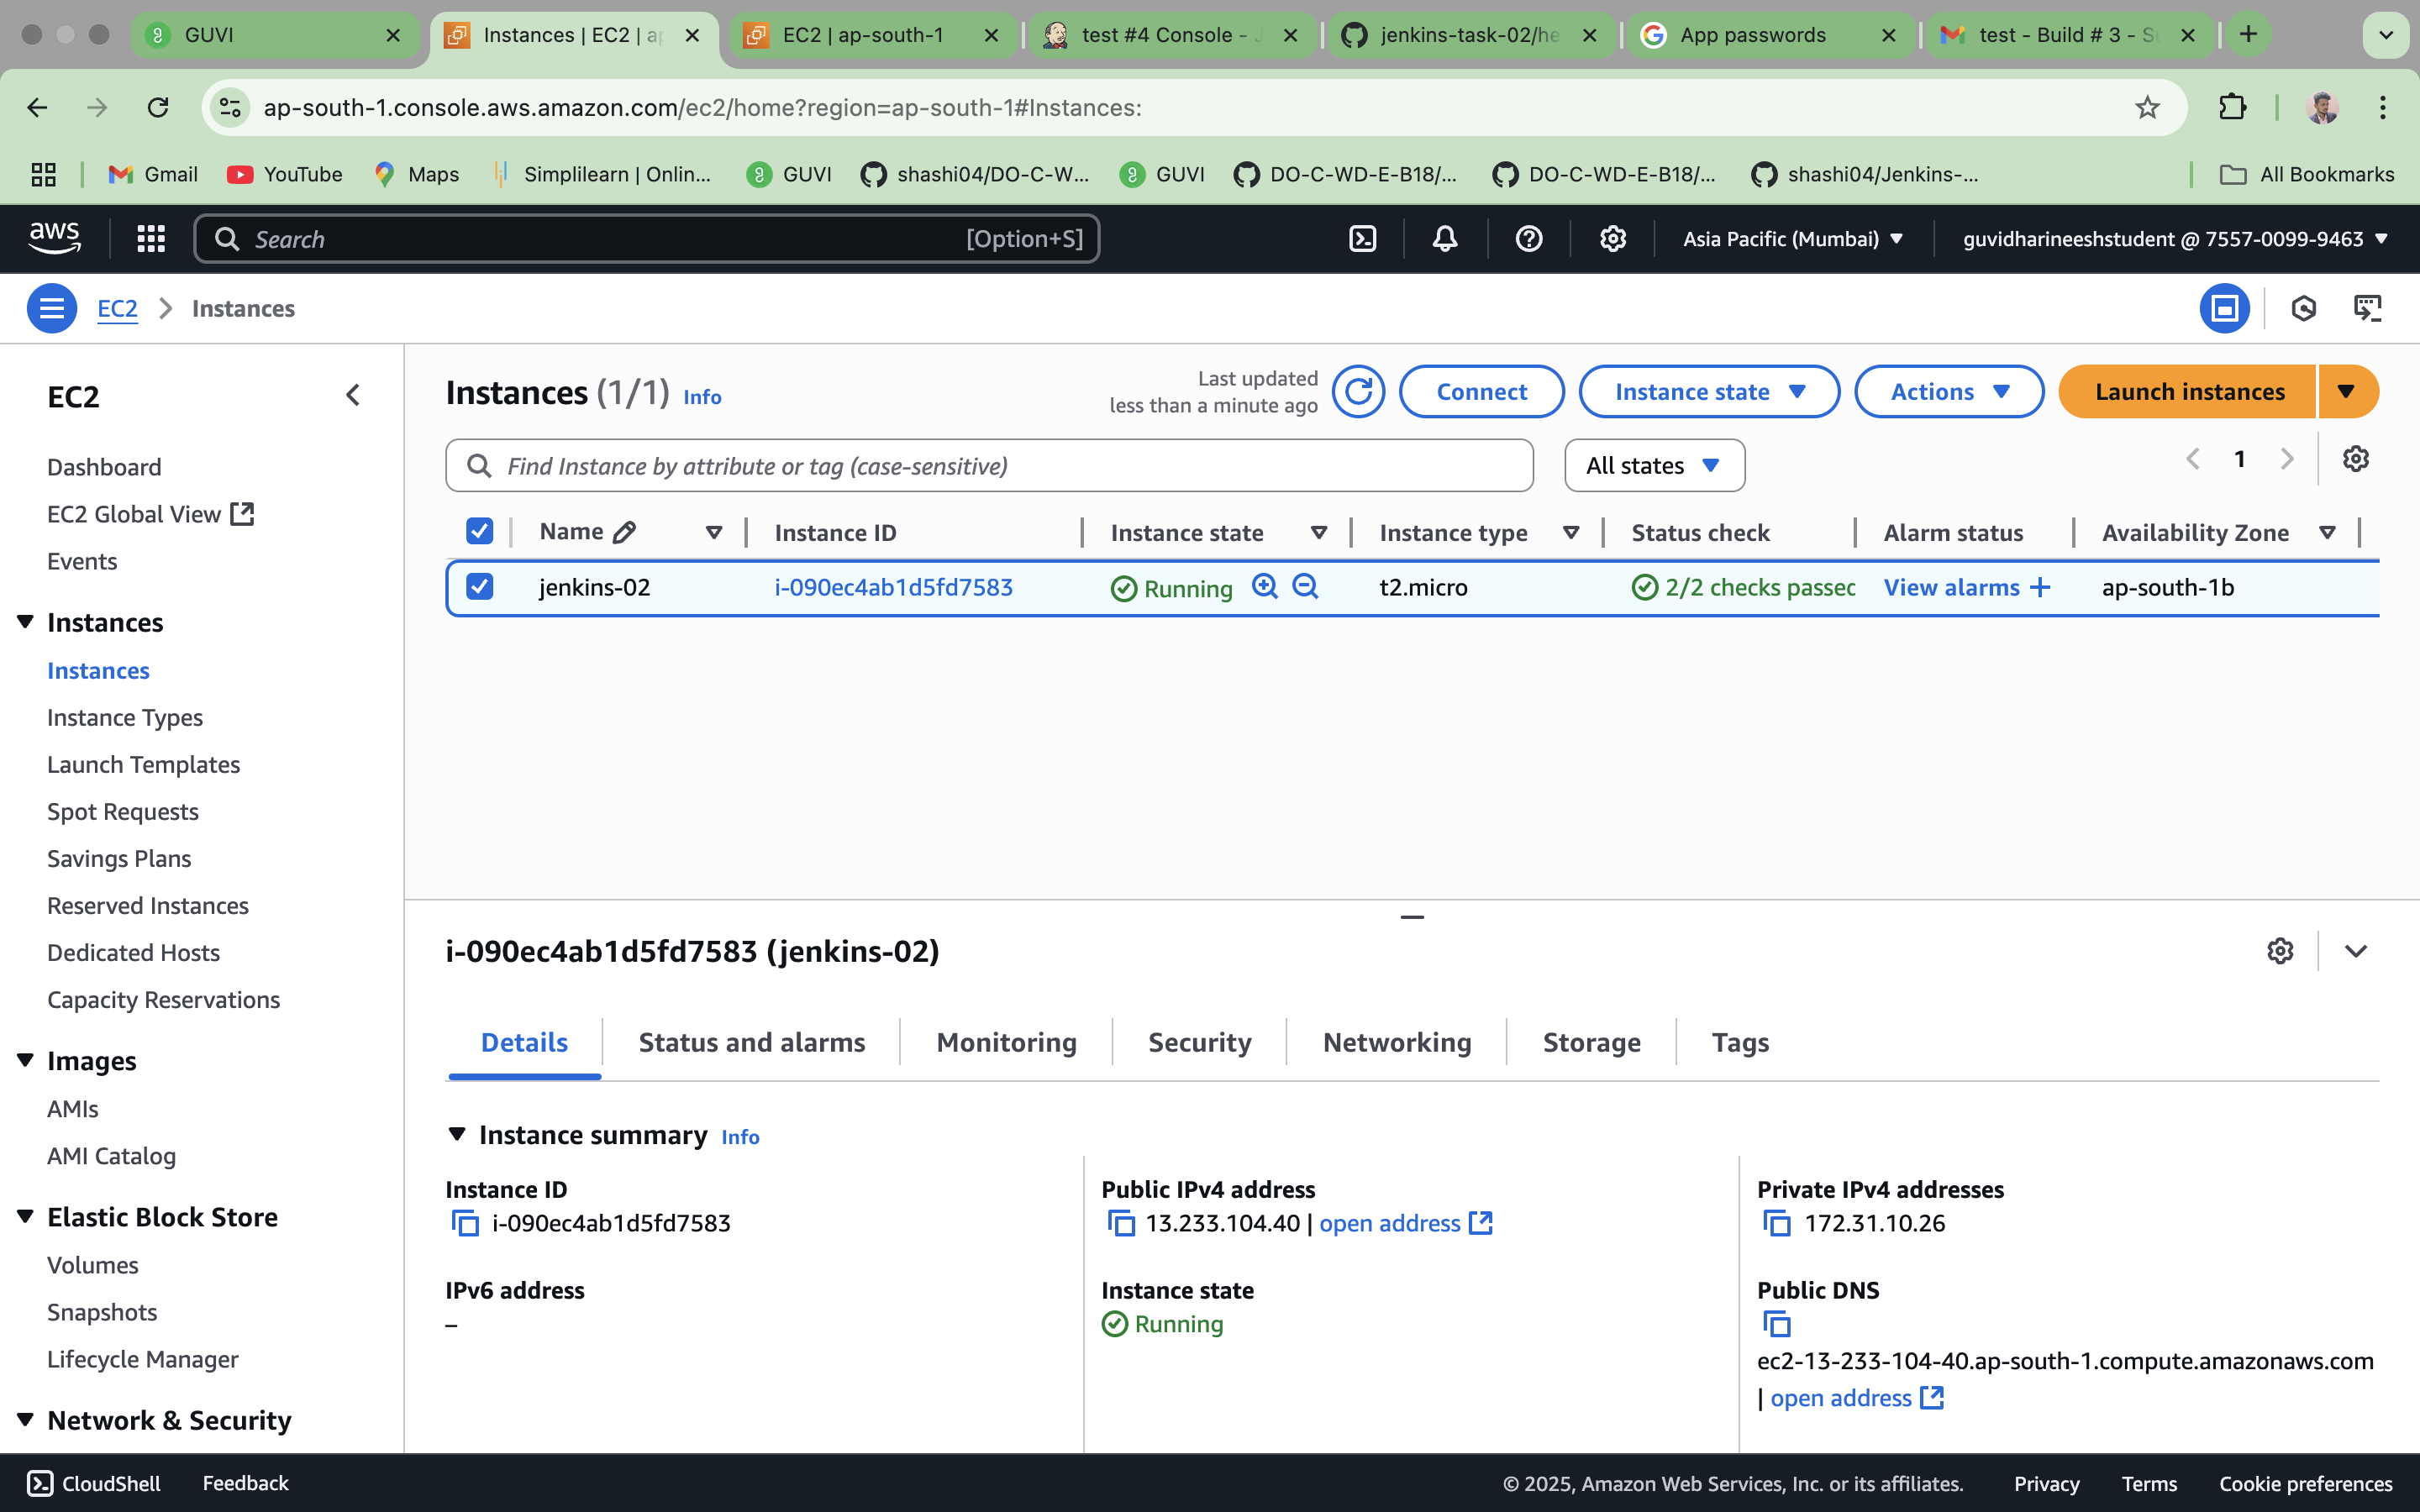 GUVI
Instances | EC2 | ap
EC2 | ap-south-1
test #4 Console - J
jenkins-task-02/he
App passwords
test - Build # 3 - Su
ap-south-1.console.aws.amazon.com/ec2/home?region=ap-south-1#Instances:
Gmail
YouTube
Maps
Simplilearn | Onlin...
GUVI
shashi04/DO-C-W...
GUVI
DO-C-WD-E-B18/...
DO-C-WD-E-B18/...
shashi04/Jenkins-...
All Bookmarks
aws
Search
[Option+S]
Asia Pacific (Mumbai)
guvidharineeshstudent @ 7557-0099-9463
EC2
Instances
EC2
Dashboard
EC2 Global View
Events
Instances
Instances
Instance Types
Launch Templates
Spot Requests
Savings Plans
Reserved Instances
Dedicated Hosts
Capacity Reservations
Images
AMIs
AMI Catalog
Elastic Block Store
Volumes
Snapshots
Lifecycle Manager
Network & Security
Instances (1/1) Info
Last updated
less than a minute ago
Connect
Instance state
Actions
Launch instances
Find Instance by attribute or tag (case-sensitive)
All states
1
Name
Instance ID
Instance state
Instance type
Status check
Alarm status
Availability Zone
jenkins-02
i-090ec4ab1d5fd7583
Running
t2.micro
2/2 checks passec
View alarms
ap-south-1b
i-090ec4ab1d5fd7583 (jenkins-02)
Details
Status and alarms
Monitoring
Security
Networking
Storage
Tags
Instance summary Info
Instance ID
i-090ec4ab1d5fd7583
Public IPv4 address
13.233.104.40 | open address
Private IPv4 addresses
172.31.10.26
IPv6 address
–
Instance state
Running
Public DNS
ec2-13-233-104-40.ap-south-1.compute.amazonaws.com
| open address
CloudShell
Feedback
© 2025, Amazon Web Services, Inc. or its affiliates.
Privacy
Terms
Cookie preferences